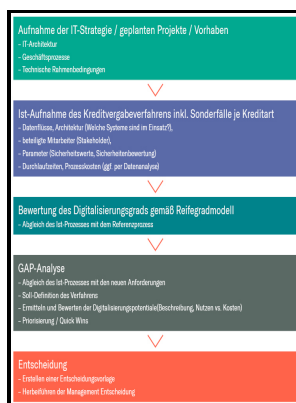 Aufnahme der IT-Strategie / geplanten Projekte / Vorhaben
– IT-Architektur
– Geschäftsprozesse
– Technische Rahmenbedingungen
Ist-Aufnahme des Kreditvergabeverfahrens inkl. Sonderfälle je Kreditart
– Datenflüsse, Architektur (Welche Systeme sind im Einsatz?),
– beteiligte Mitarbeiter (Stakeholder),
– Parameter (Sicherheitswerte, Sicherheitenbewertung)
– Durchlaufzeiten, Prozesskosten (ggf. per Datenanalyse)
Bewertung des Digitalisierungsgrads gemäß Reifegradmodell
– Abgleich des Ist-Prozesses mit dem Referenzprozess
GAP-Analyse
– Abgleich des Ist-Prozesses mit den neuen Anforderungen
– Soll-Definition des Verfahrens
– Ermitteln und Bewerten der Digitalisierungspotentiale(Beschreibung, Nutzen vs. Kosten)
– Priorisierung / Quick Wins
Entscheidung
– Erstellen einer Entscheidungsvorlage
– Herbeiführen der Management Entscheidung